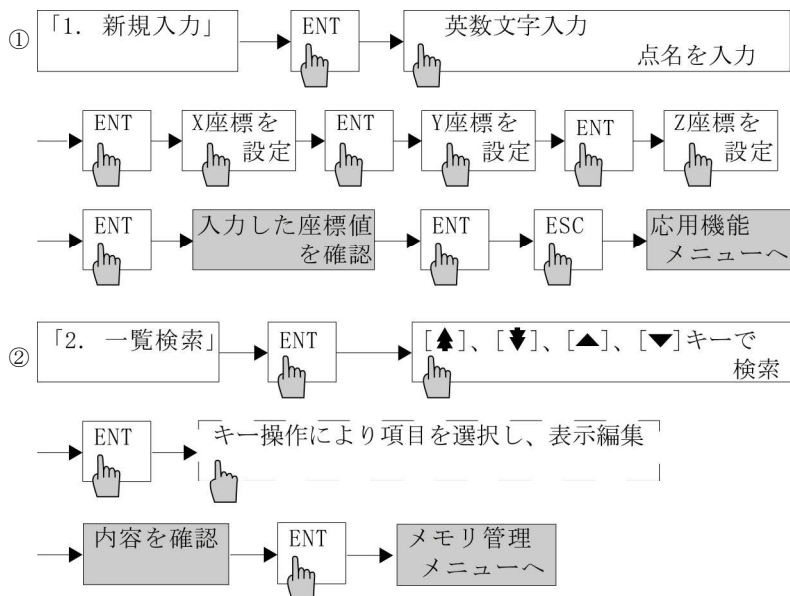 ① 「1. 新規入力」 ENT 英数文字入力
点名を入力
ENT X座標を ENT Y座標を ENT Z座標を
設定 設定 設定
ENT 入力した座標値 ENT ESC 応用機能
を確認 メニューへ
② 「2. 一覧検索」 ENT [⯭]、[⯯]、[▲]、[▼]キーで
検索
ENT キー操作により項目を選択し、表示編集
内容を確認 ENT メモリ管理
メニューへ